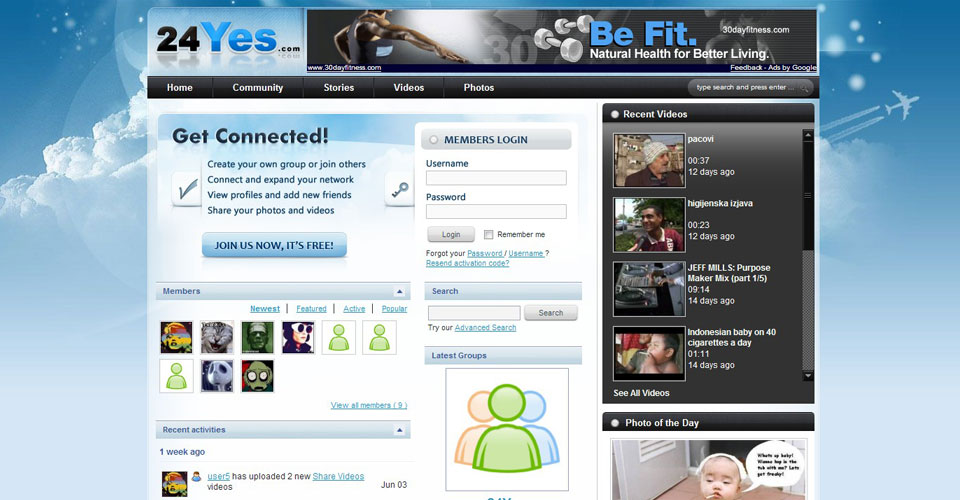 24Yes.com
30
Be Fit.
30dayfitness.com
Natural Health for Better Living.
www.30dayfitness.com
Feedback - Ads by Google
Home
Community
Stories
Videos
Photos
type search and press enter ...
Get Connected!
Create your own group or join others
Connect and expand your network
View profiles and add new friends
Share your photos and videos
JOIN US NOW, IT'S FREE!
MEMBERS LOGIN
Username
Password
Login
Remember me
Forgot your Password / Username ?
Resend activation code?
Members
Newest | Featured | Active | Popular
View all members ( 9 )
Recent activities
1 week ago
user5 has uploaded 2 new Share Videos
videos
Jun 03
Search
Search
Try our Advanced Search
Latest Groups
Recent Videos
pacovi
00:37
12 days ago
higijenska izjava
00:23
12 days ago
JEFF MILLS: Purpose
Maker Mix (part 1/5)
09:14
14 days ago
Indonesian baby on 40
cigarettes a day
01:11
14 days ago
See All Videos
Photo of the Day
Whats up baby!
Wanna hop in the
tub with me? Lets
get freaky!